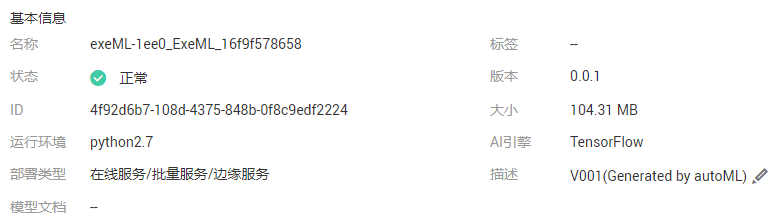 基本信息
名称 exeML-1ee0_ExeML_16f9f578658 标签 --
状态 正常 版本 0.0.1
ID 4f92d6b7-108d-4375-848b-0f8c9edf2224 大小 104.31 MB
运行环境 python2.7 AI引擎 TensorFlow
部署类型 在线服务/批量服务/边缘服务 描述 V001(Generated by autoML)
模型文档 --